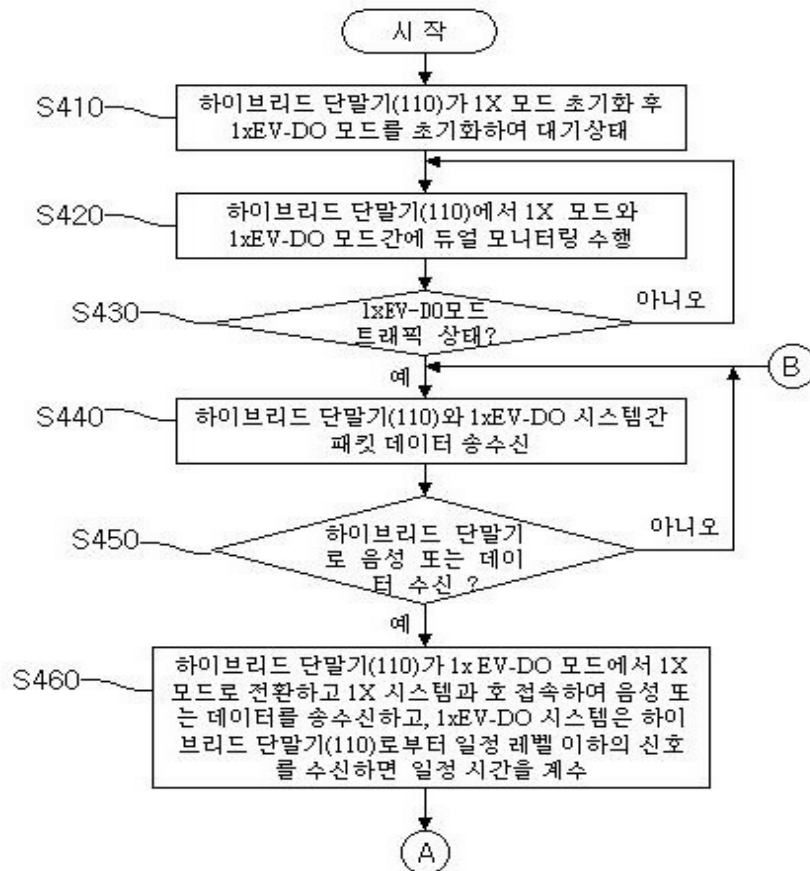 시 작
S410
하이브리드 단말기(110)가 1X 모드 초기화 후
1xEV-DO 모드를 초기화하여 대기상태
S420
하이브리드 단말기(110)에서 1X 모드와
1xEV-DO 모드간에 듀얼 모니터링 수행
S430
1xEV-DO모드
트래픽 상태?
아니오
예
B
S440
하이브리드 단말기(110)와 1xEV-DO 시스템간
패킷 데이터 송수신
S450
하이브리드 단말기
로 음성 또는 데이
터 수신 ?
아니오
예
S460
하이브리드 단말기(110)가 1x EV-DO 모드에서 1X
모드로 전환하고 1X 시스템과 호 접속하여 음성 또
는 데이터를 송수신하고, 1xEV-DO 시스템은 하이
브리드 단말기(110)로부터 일정 레벨 이하의 신호
를 수신하면 일정 시간을 계수
A